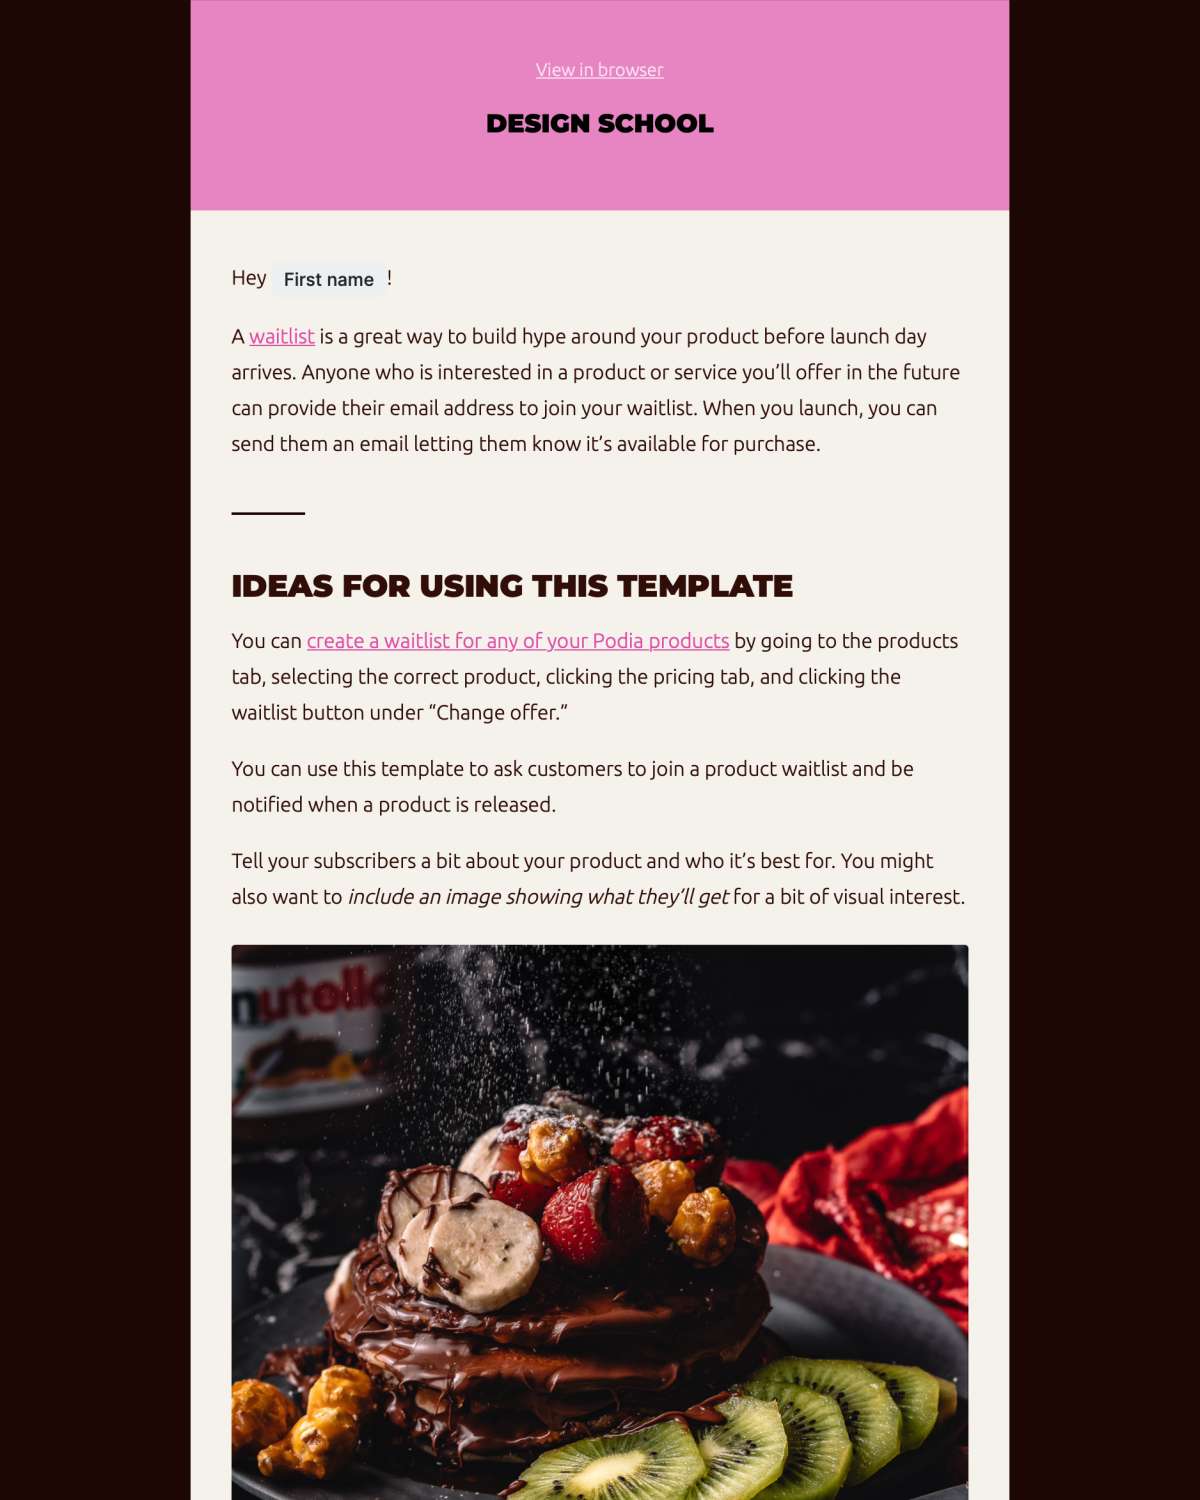 View in browser
DESIGN SCHOOL
Hey First name !
A waitlist is a great way to build hype around your product before launch day
arrives. Anyone who is interested in a product or service you’ll offer in the future
can provide their email address to join your waitlist. When you launch, you can
send them an email letting them know it’s available for purchase.
IDEAS FOR USING THIS TEMPLATE
You can create a waitlist for any of your Podia products by going to the products
tab, selecting the correct product, clicking the pricing tab, and clicking the
waitlist button under “Change offer.”
You can use this template to ask customers to join a product waitlist and be
notified when a product is released.
Tell your subscribers a bit about your product and who it’s best for. You might
also want to include an image showing what they’ll get for a bit of visual interest.
nutella